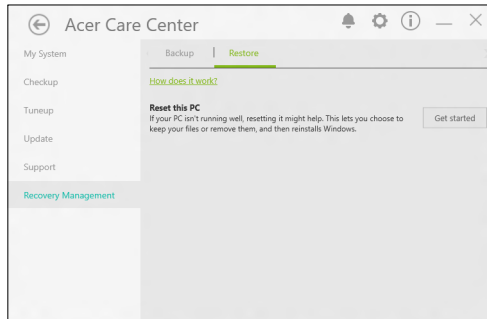 Acer Care Center
My System
Checkup
Tuneup
Update
Support
Recovery Management
Backup | Restore
How does it work?
Reset this PC
If your PC isn't running well, resetting it might help. This lets you choose to
keep your files or remove them, and then reinstalls Windows.
Get started